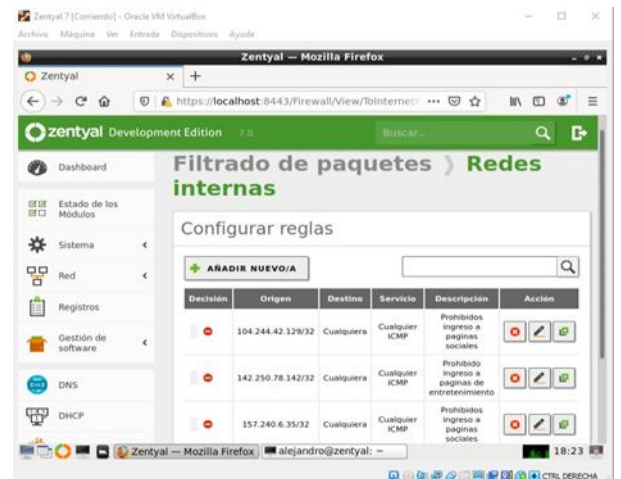 Zentyal 7 [Corriendo] - Oracle VM VirtualBox
Archivo Máquina Ver Entrada Dispositivos Ayuda
Zentyal — Mozilla Firefox
Zentyal
https://localhost:8443/Firewall/View/ToInternet
zentyal Development Edition 7.0
Buscar...
Dashboard
Estado de los
Módulos
Sistema
Red
Registros
Gestión de
software
DNS
DHCP
Filtrado de paquetes ) Redes
internas
Configurar reglas
+ AÑADIR NUEVO/A
Decisión Origen Destino Servicio Descripción Acción
104.244.42.129/32 Cualquiera Cualquier ICMP Prohibidos ingreso a paginas sociales
142.250.78.142/32 Cualquiera Cualquier ICMP Prohibido ingreso a paginas de entretenimiento
157.240.6.35/32 Cualquiera Cualquier ICMP Prohibidos ingreso a paginas sociales
Zentyal — Mozilla Firefox alejandro@zentyal: ~ 18:23
CTRL DERECHA